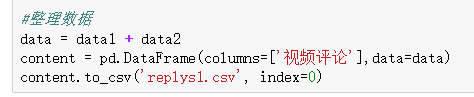 #整理数据
data = data1 + data2
content = pd.DataFrame(columns=['视频评论'],data=data)
content.to_csv('replys1.csv', index=0)